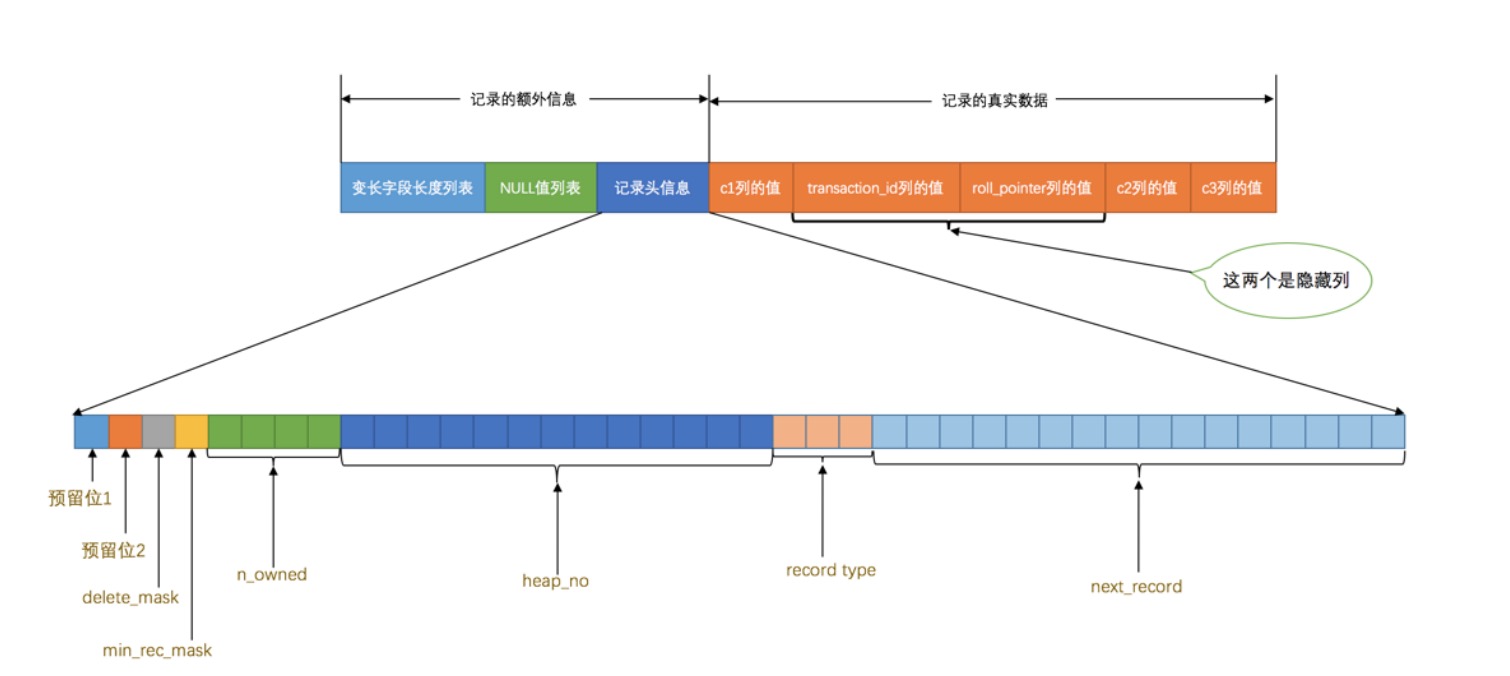 记录的额外信息
记录的真实数据
变长字段长度列表
NULL值列表
记录头信息
c1列的值
transaction_id列的值
roll_pointer列的值
c2列的值
c3列的值
这两个是隐藏列
预留位1
预留位2
delete_mask
min_rec_mask
n_owned
heap_no
record type
next_record